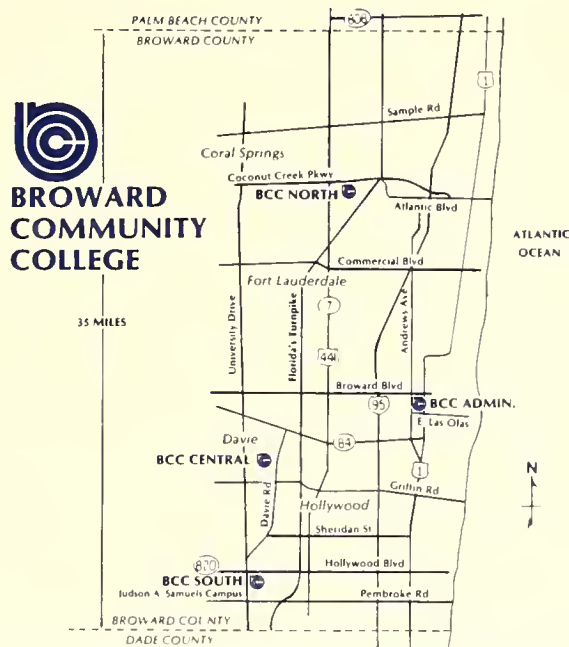 PALM BEACH COUNTY
BROWARD COUNTY
808
1
Sample Rd
Coral Springs
Coconut Creek Pkwy
BCC NORTH
Atlantic Blvd
BROWARD
COMMUNITY
COLLEGE
ATLANTIC
OCEAN
Commercial Blvd
Fort Lauderdale
35 MILES
University Drive
Florida's Turnpike
7
441
Andrews Ave
Broward Blvd
95
BCC ADMIN.
E. Las Olas
Davie
84
BCC CENTRAL
1
N
Davie Rd
Griffin Rd
Hollywood
Sheridan St
820
Hollywood Blvd
BCC SOUTH
Judson A. Samuels Campus
Pembroke Rd
BROWARD COUNTY
DADE COUNTY